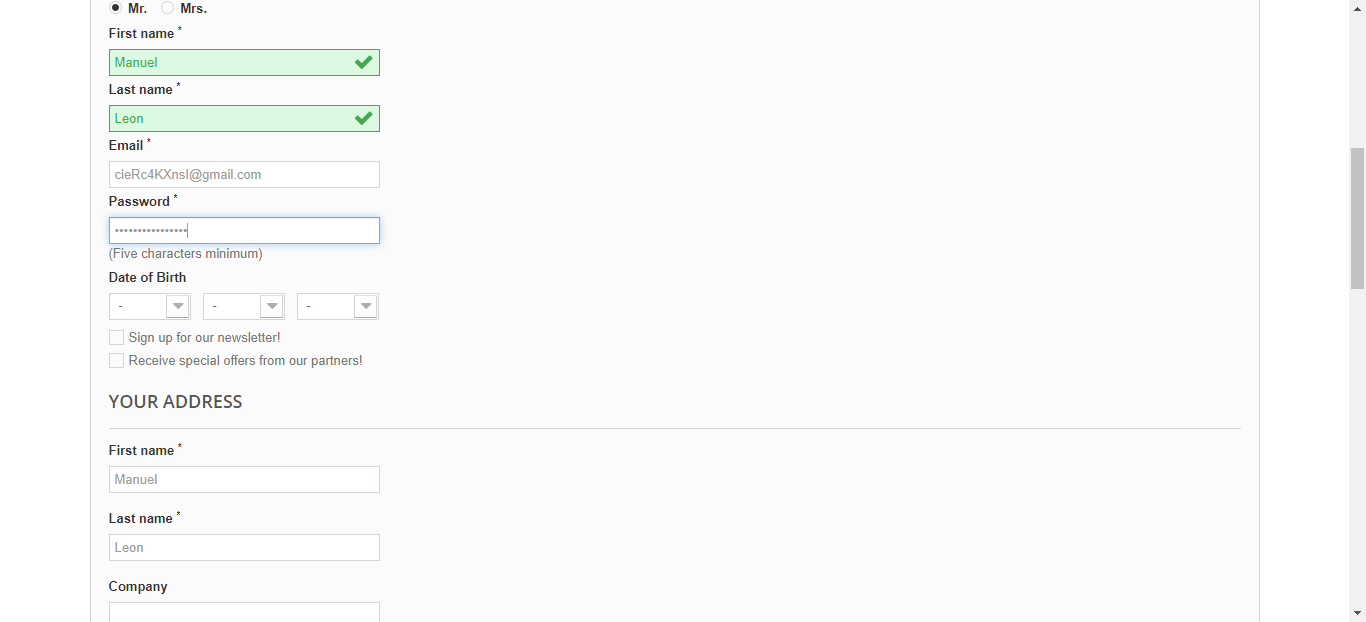 Mr. Mrs.
First name *
Manuel
Last name *
Leon
Email *
cieRc4KXnsl@gmail.com
Password *
••••••••••••••••
(Five characters minimum)
Date of Birth
- - -
Sign up for our newsletter!
Receive special offers from our partners!
YOUR ADDRESS
First name *
Manuel
Last name *
Leon
Company